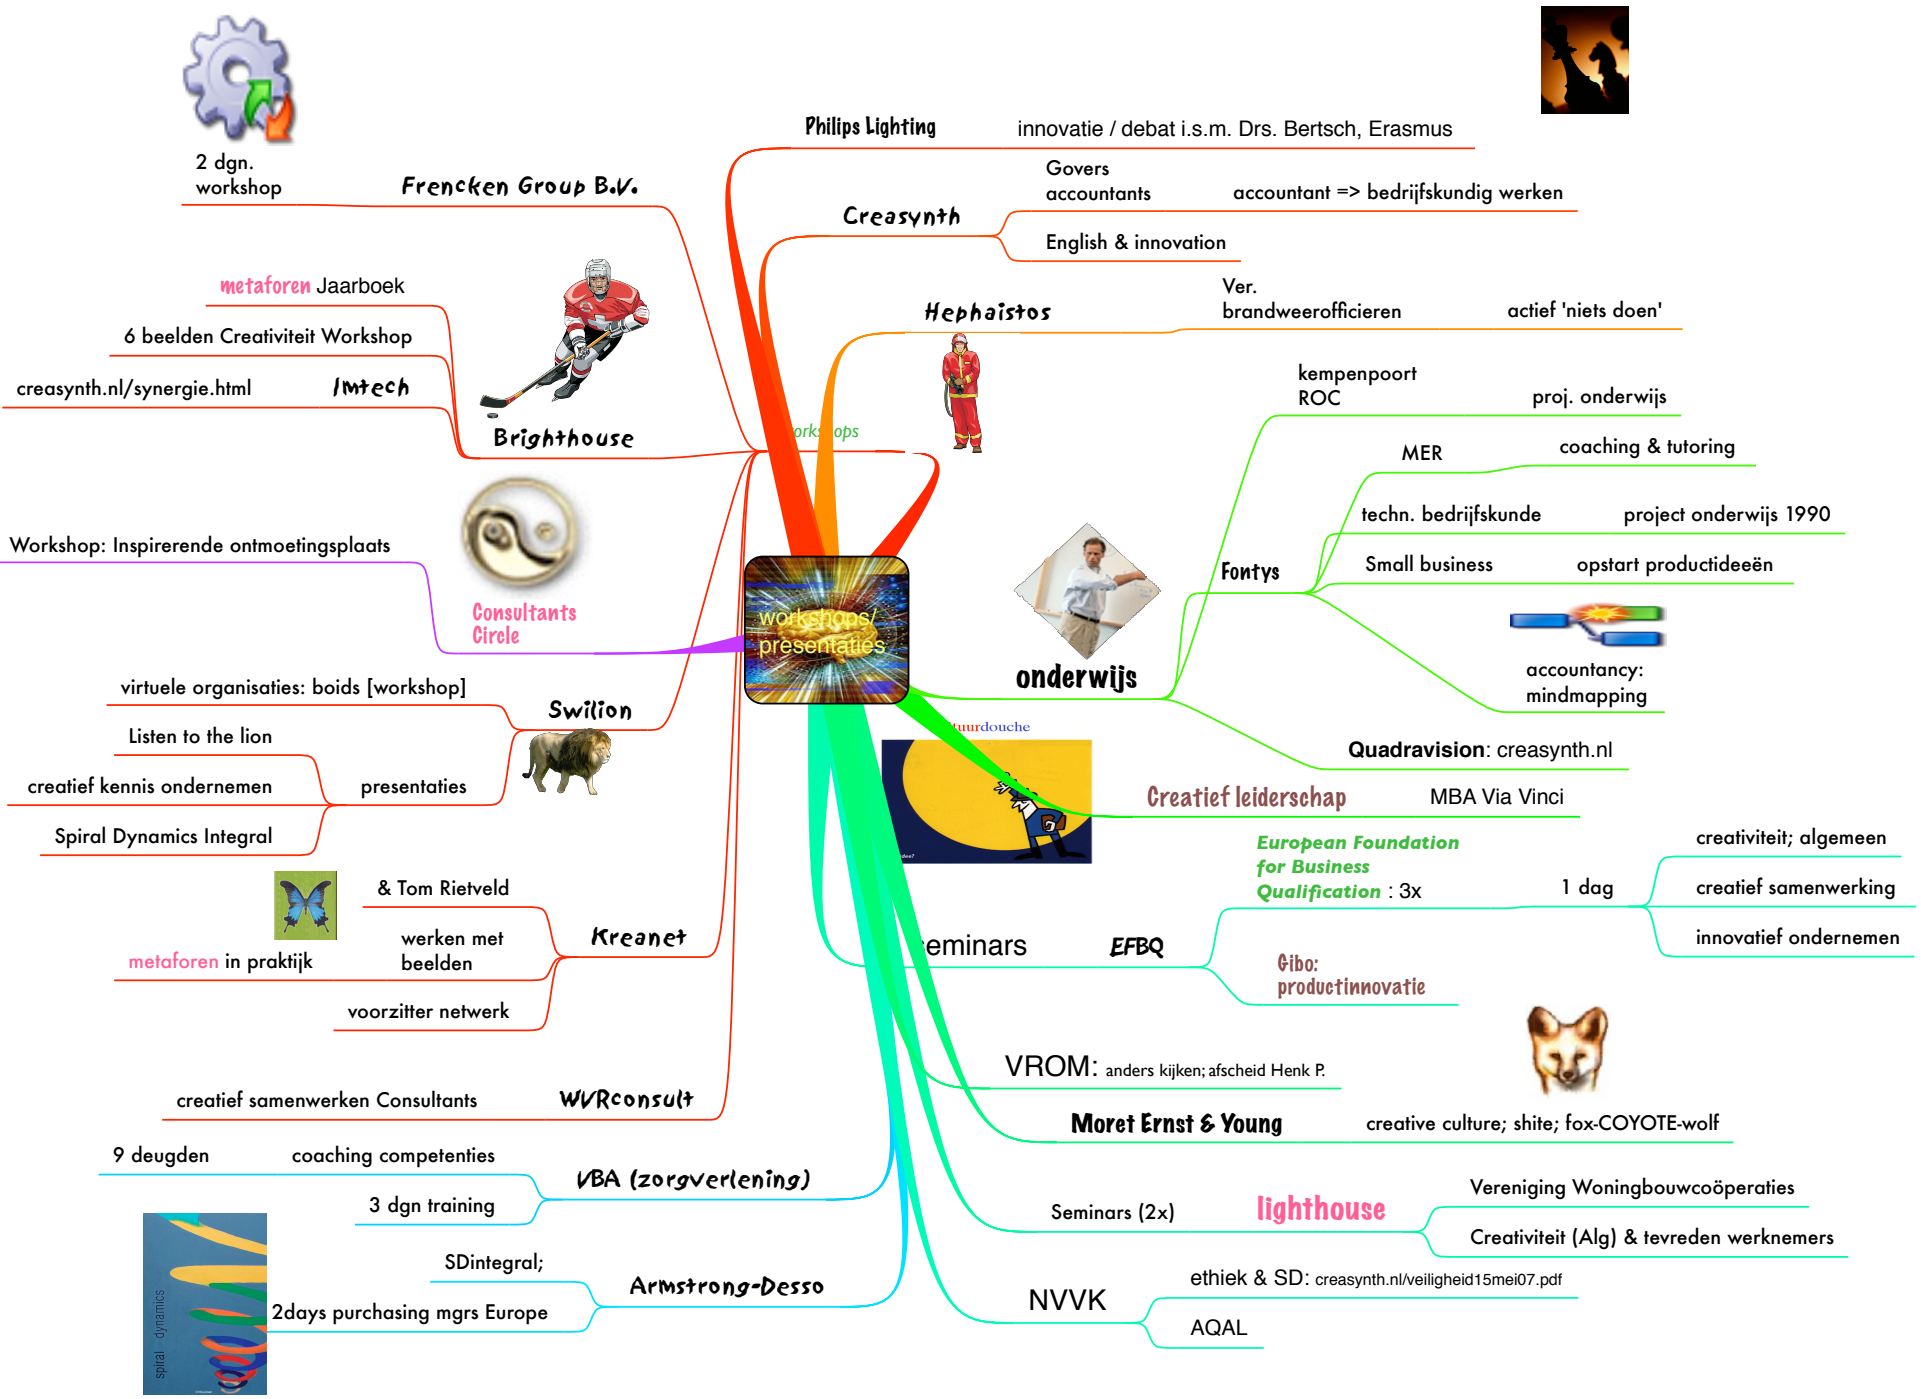 Philips Lighting
innovatie / debat i.s.m. Drs. Bertsch, Erasmus
2 dgn.
workshop
Frencken Group B.V.
Creasynth
Govers
accountants
accountant => bedrijfskundig werken
English & innovation
Hephaistos
Ver.
brandweerofficieren
actief 'niets doen'
metaforen Jaarboek
6 beelden Creativiteit Workshop
creasynth.nl/synergie.html
Imtech
Brighthouse
orkshops
kempenpoort
ROC
proj. onderwijs
MER
coaching & tutoring
techn. bedrijfskunde
project onderwijs 1990
Fontys
Small business
opstart productideeën
accountancy:
mindmapping
onderwijs
Quadravision: creasynth.nl
Workshop: Inspirerende ontmoetingsplaats
Consultants
Circle
workshops/
presentaties
virtuele organisaties: boids [workshop]
Swilion
Listen to the lion
creatief kennis ondernemen
presentaties
Spiral Dynamics Integral
tuurdouche
dee?
Creatief leiderschap
MBA Via Vinci
European Foundation
for Business
Qualification : 3x
1 dag
creativiteit; algemeen
creatief samenwerking
innovatief ondernemen
seminars
EFBQ
Gibo:
productinnovatie
& Tom Rietveld
Kreanet
werken met
beelden
metaforen in praktijk
voorzitter netwerk
VROM: anders kijken; afscheid Henk P.
creatief samenwerken Consultants
WVRconsult
Moret Ernst & Young
creative culture; shite; fox-COYOTE-wolf
9 deugden
coaching competenties
VBA (zorgverlening)
3 dgn training
Seminars (2x)
lighthouse
Vereniging Woningbouwcoöperaties
Creativiteit (Alg) & tevreden werknemers
SDintegral;
2days purchasing mgrs Europe
Armstrong-Desso
spiral dynamics
NVVK
ethiek & SD: creasynth.nl/veiligheid15mei07.pdf
AQAL